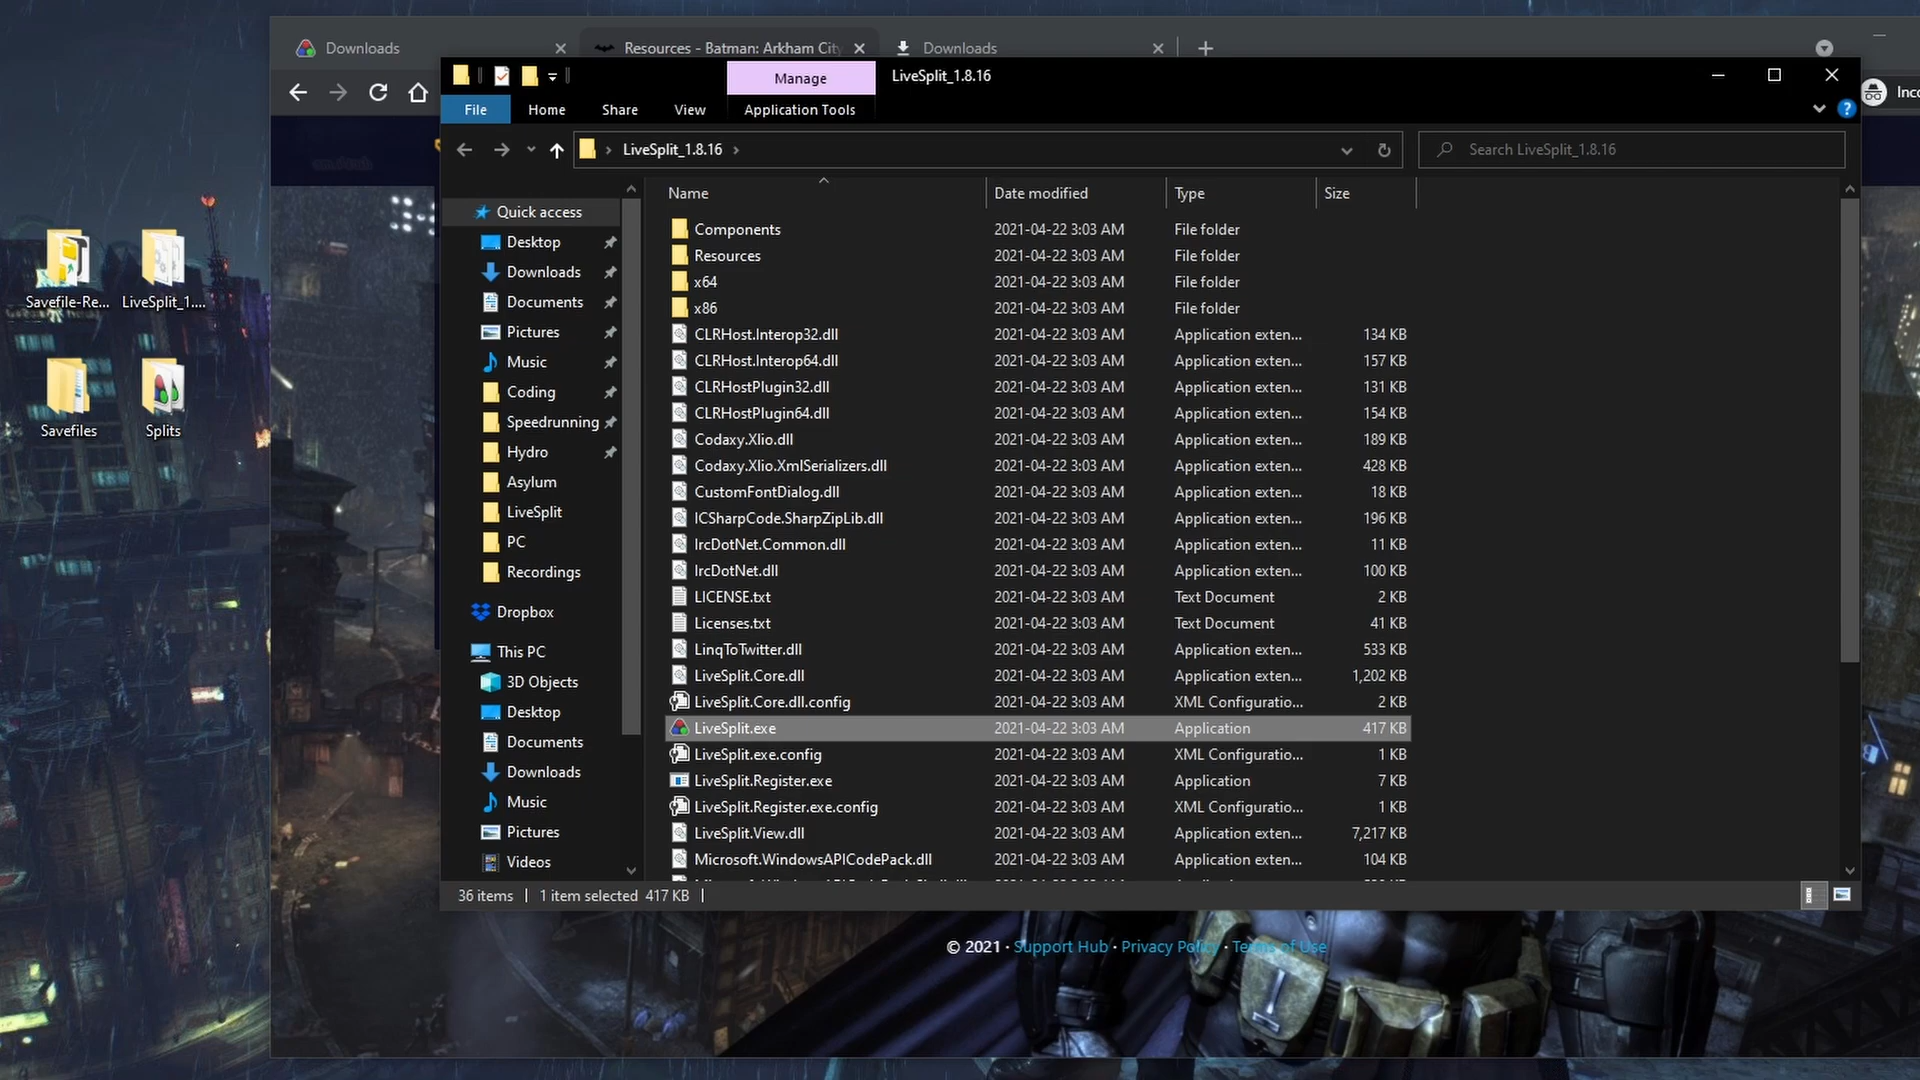 Downloads
Resources - Batman: Arkham City
Downloads
Manage
LiveSplit_1.8.16
File
Home
Share
View
Application Tools
?
Inco
LiveSplit_1.8.16
Search LiveSplit_1.8.16
Name
Date modified
Type
Size
Quick access
Desktop
Downloads
Documents
Pictures
Music
Coding
Speedrunning
Hydro
Asylum
LiveSplit
PC
Recordings
Dropbox
This PC
3D Objects
Desktop
Documents
Downloads
Music
Pictures
Videos
Components 2021-04-22 3:03 AM File folder
Resources 2021-04-22 3:03 AM File folder
x64 2021-04-22 3:03 AM File folder
x86 2021-04-22 3:03 AM File folder
CLRHost.Interop32.dll 2021-04-22 3:03 AM Application exten... 134 KB
CLRHost.Interop64.dll 2021-04-22 3:03 AM Application exten... 157 KB
CLRHostPlugin32.dll 2021-04-22 3:03 AM Application exten... 131 KB
CLRHostPlugin64.dll 2021-04-22 3:03 AM Application exten... 154 KB
Codaxy.Xlio.dll 2021-04-22 3:03 AM Application exten... 189 KB
Codaxy.Xlio.XmlSerializers.dll 2021-04-22 3:03 AM Application exten... 428 KB
CustomFontDialog.dll 2021-04-22 3:03 AM Application exten... 18 KB
ICSharpCode.SharpZipLib.dll 2021-04-22 3:03 AM Application exten... 196 KB
IrcDotNet.Common.dll 2021-04-22 3:03 AM Application exten... 11 KB
IrcDotNet.dll 2021-04-22 3:03 AM Application exten... 100 KB
LICENSE.txt 2021-04-22 3:03 AM Text Document 2 KB
Licenses.txt 2021-04-22 3:03 AM Text Document 41 KB
LinqToTwitter.dll 2021-04-22 3:03 AM Application exten... 533 KB
LiveSplit.Core.dll 2021-04-22 3:03 AM Application exten... 1,202 KB
LiveSplit.Core.dll.config 2021-04-22 3:03 AM XML Configuratio... 2 KB
LiveSplit.exe 2021-04-22 3:03 AM Application 417 KB
LiveSplit.exe.config 2021-04-22 3:03 AM XML Configuratio... 1 KB
LiveSplit.Register.exe 2021-04-22 3:03 AM Application 7 KB
LiveSplit.Register.exe.config 2021-04-22 3:03 AM XML Configuratio... 1 KB
LiveSplit.View.dll 2021-04-22 3:03 AM Application exten... 7,217 KB
Microsoft.WindowsAPICodePack.dll 2021-04-22 3:03 AM Application exten... 104 KB
36 items
1 item selected 417 KB
Savefile-Re...
LiveSplit_1....
Savefiles
Splits
© 2021 · Support Hub · Privacy Policy · Terms of Use